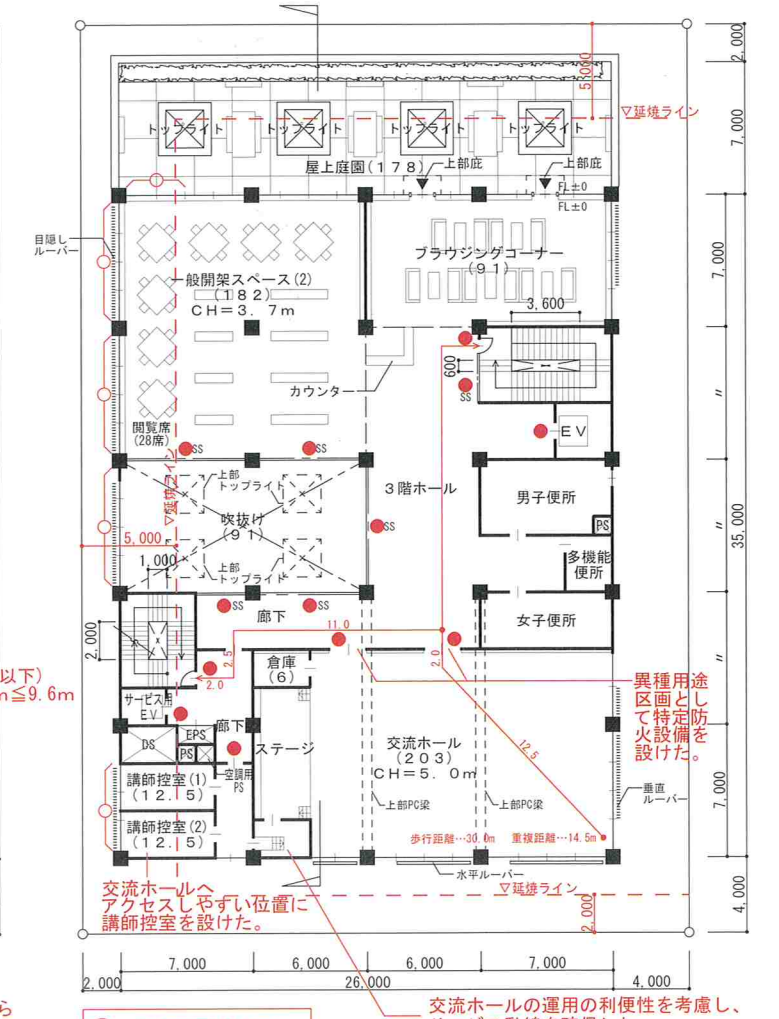 2,000
5,000
▽延焼ライン
7,000
トップライト
トップライト
トップライト
トップライト
屋上庭園(178)
上部庇
上部庇
FL±0
FL±0
目隠し
ルーバー
ブラウジングコーナー
(91)
7,000
一般開架スペース(2)
(182)
CH=3.7m
3,600
600
カウンター
SS
〃
閲覧席
(28席)
SS
SS
EV
▽延焼ライン
上部
トップライト
3階ホール
男子便所
吹抜け
(91)
SS
PS
〃
35,000
5,000
1,000
上部
トップライト
多機能
便所
SS
SS
廊下
女子便所
2,000
11.0
2.5
2.0
2.0
倉庫
(6)
〃
以下)
m≦9.6m
サービス用
EV
異種用途
区画とし
て特定防
火設備を
設けた。
廊下
EPS
DS
PS
空調用
PS
ステージ
交流ホール
(203)
CH=5.0m
12.5
講師控室(1)
(12.5)
上部PC梁
上部PC梁
垂直
ルーバー
7,000
講師控室(2)
(12.5)
歩行距離…30.0m
重複距離…14.5m
水平ルーバー
▽延焼ライン
交流ホールへ
アクセスしやすい位置に
講師控室を設けた。
2,000
4,000
7,000
6,000
6,000
7,000
2,000
26,000
4,000
ら
交流ホールの運用の利便性を考慮し、